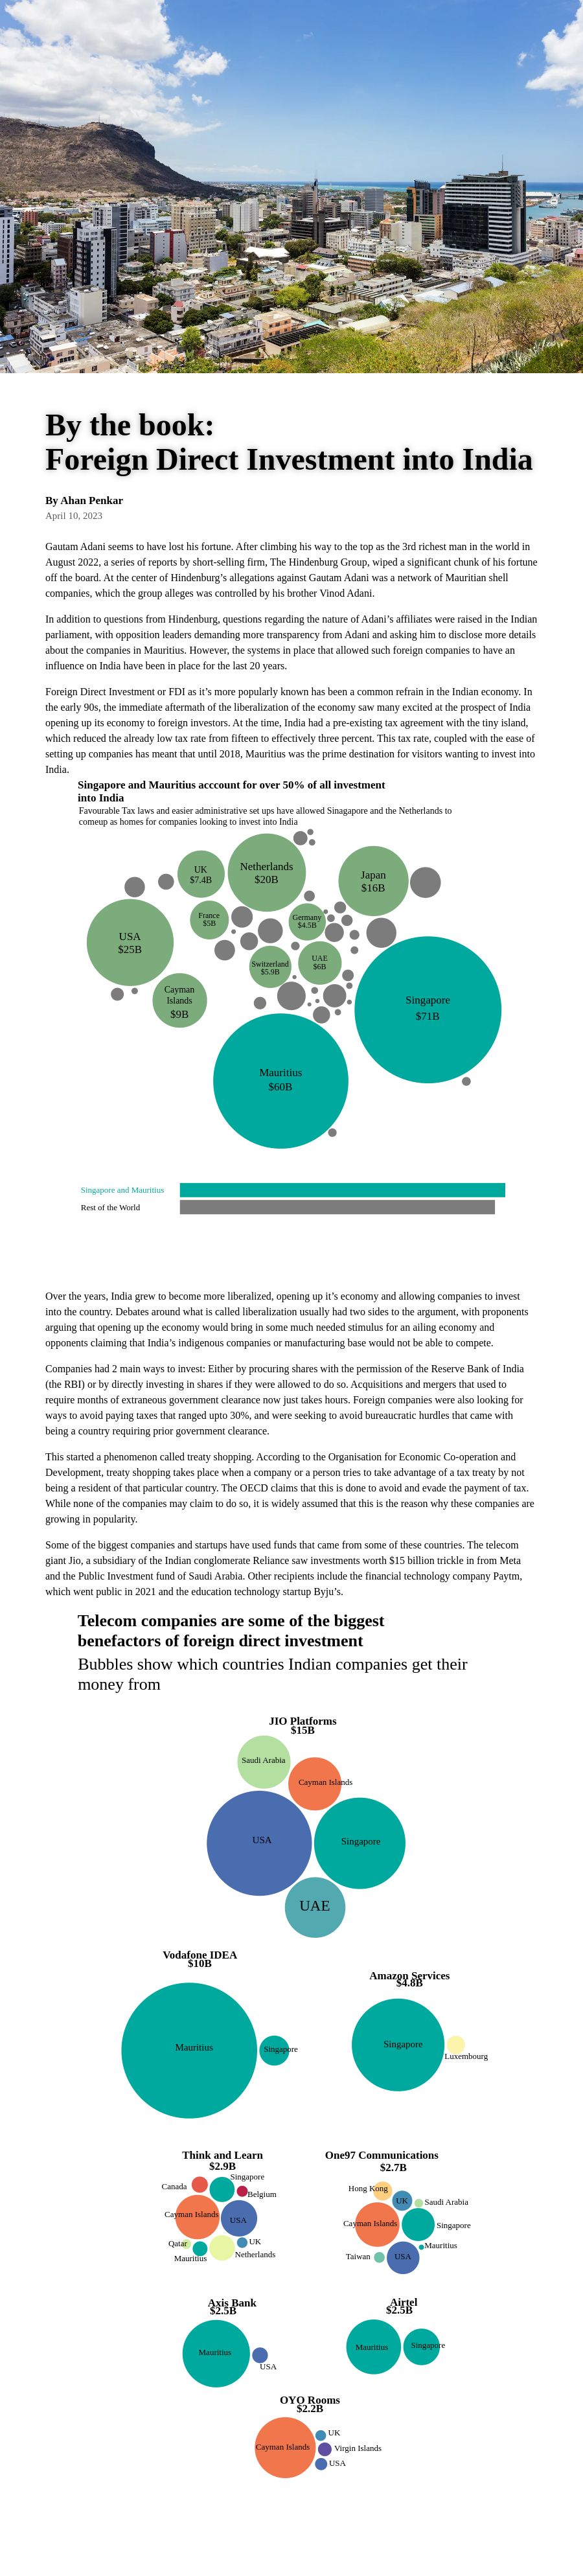 By the book:
Foreign Direct Investment into India
By Ahan Penkar
April 10, 2023
Gautam Adani seems to have lost his fortune. After climbing his way to the top as the 3rd richest man in the world in
August 2022, a series of reports by short-selling firm, The Hindenburg Group, wiped a significant chunk of his fortune
off the board. At the center of Hindenburg’s allegations against Gautam Adani was a network of Mauritian shell
companies, which the group alleges was controlled by his brother Vinod Adani.
In addition to questions from Hindenburg, questions regarding the nature of Adani’s affiliates were raised in the Indian
parliament, with opposition leaders demanding more transparency from Adani and asking him to disclose more details
about the companies in Mauritius. However, the systems in place that allowed such foreign companies to have an
influence on India have been in place for the last 20 years.
Foreign Direct Investment or FDI as it’s more popularly known has been a common refrain in the Indian economy. In
the early 90s, the immediate aftermath of the liberalization of the economy saw many excited at the prospect of India
opening up its economy to foreign investors. At the time, India had a pre-existing tax agreement with the tiny island,
which reduced the already low tax rate from fifteen to effectively three percent. This tax rate, coupled with the ease of
setting up companies has meant that until 2018, Mauritius was the prime destination for visitors wanting to invest into
India.
Singapore and Mauritius acccount for over 50% of all investment
into India
Favourable Tax laws and easier administrative set ups have allowed Sinagapore and the Netherlands to
comeup as homes for companies looking to invest into India
UK
$7.4B
Netherlands
$20B
Japan
$16B
France
$5B
Germany
$4.5B
USA
$25B
Switzerland
$5.9B
UAE
$6B
Cayman
Islands
$9B
Singapore
$71B
Mauritius
$60B
Singapore and Mauritius
Rest of the World
Over the years, India grew to become more liberalized, opening up it’s economy and allowing companies to invest
into the country. Debates around what is called liberalization usually had two sides to the argument, with proponents
arguing that opening up the economy would bring in some much needed stimulus for an ailing economy and
opponents claiming that India’s indigenous companies or manufacturing base would not be able to compete.
Companies had 2 main ways to invest: Either by procuring shares with the permission of the Reserve Bank of India
(the RBI) or by directly investing in shares if they were allowed to do so. Acquisitions and mergers that used to
require months of extraneous government clearance now just takes hours. Foreign companies were also looking for
ways to avoid paying taxes that ranged upto 30%, and were seeking to avoid bureaucratic hurdles that came with
being a country requiring prior government clearance.
This started a phenomenon called treaty shopping. According to the Organisation for Economic Co-operation and
Development, treaty shopping takes place when a company or a person tries to take advantage of a tax treaty by not
being a resident of that particular country. The OECD claims that this is done to avoid and evade the payment of tax.
While none of the companies may claim to do so, it is widely assumed that this is the reason why these companies are
growing in popularity.
Some of the biggest companies and startups have used funds that came from some of these countries. The telecom
giant Jio, a subsidiary of the Indian conglomerate Reliance saw investments worth $15 billion trickle in from Meta
and the Public Investment fund of Saudi Arabia. Other recipients include the financial technology company Paytm,
which went public in 2021 and the education technology startup Byju’s.
Telecom companies are some of the biggest
benefactors of foreign direct investment
Bubbles show which countries Indian companies get their
money from
JIO Platforms
$15B
Saudi Arabia
Cayman Islands
USA
Singapore
UAE
Vodafone IDEA
$10B
Mauritius
Singapore
Amazon Services
$4.8B
Singapore
Luxembourg
Think and Learn
$2.9B
Singapore
Canada
Belgium
Cayman Islands
USA
Qatar
UK
Netherlands
Mauritius
One97 Communications
$2.7B
Hong Kong
UK
Saudi Arabia
Cayman Islands
Singapore
Mauritius
Taiwan
USA
Axis Bank
$2.5B
Mauritius
USA
Airtel
$2.5B
Mauritius
Singapore
OYO Rooms
$2.2B
UK
Cayman Islands
Virgin Islands
USA